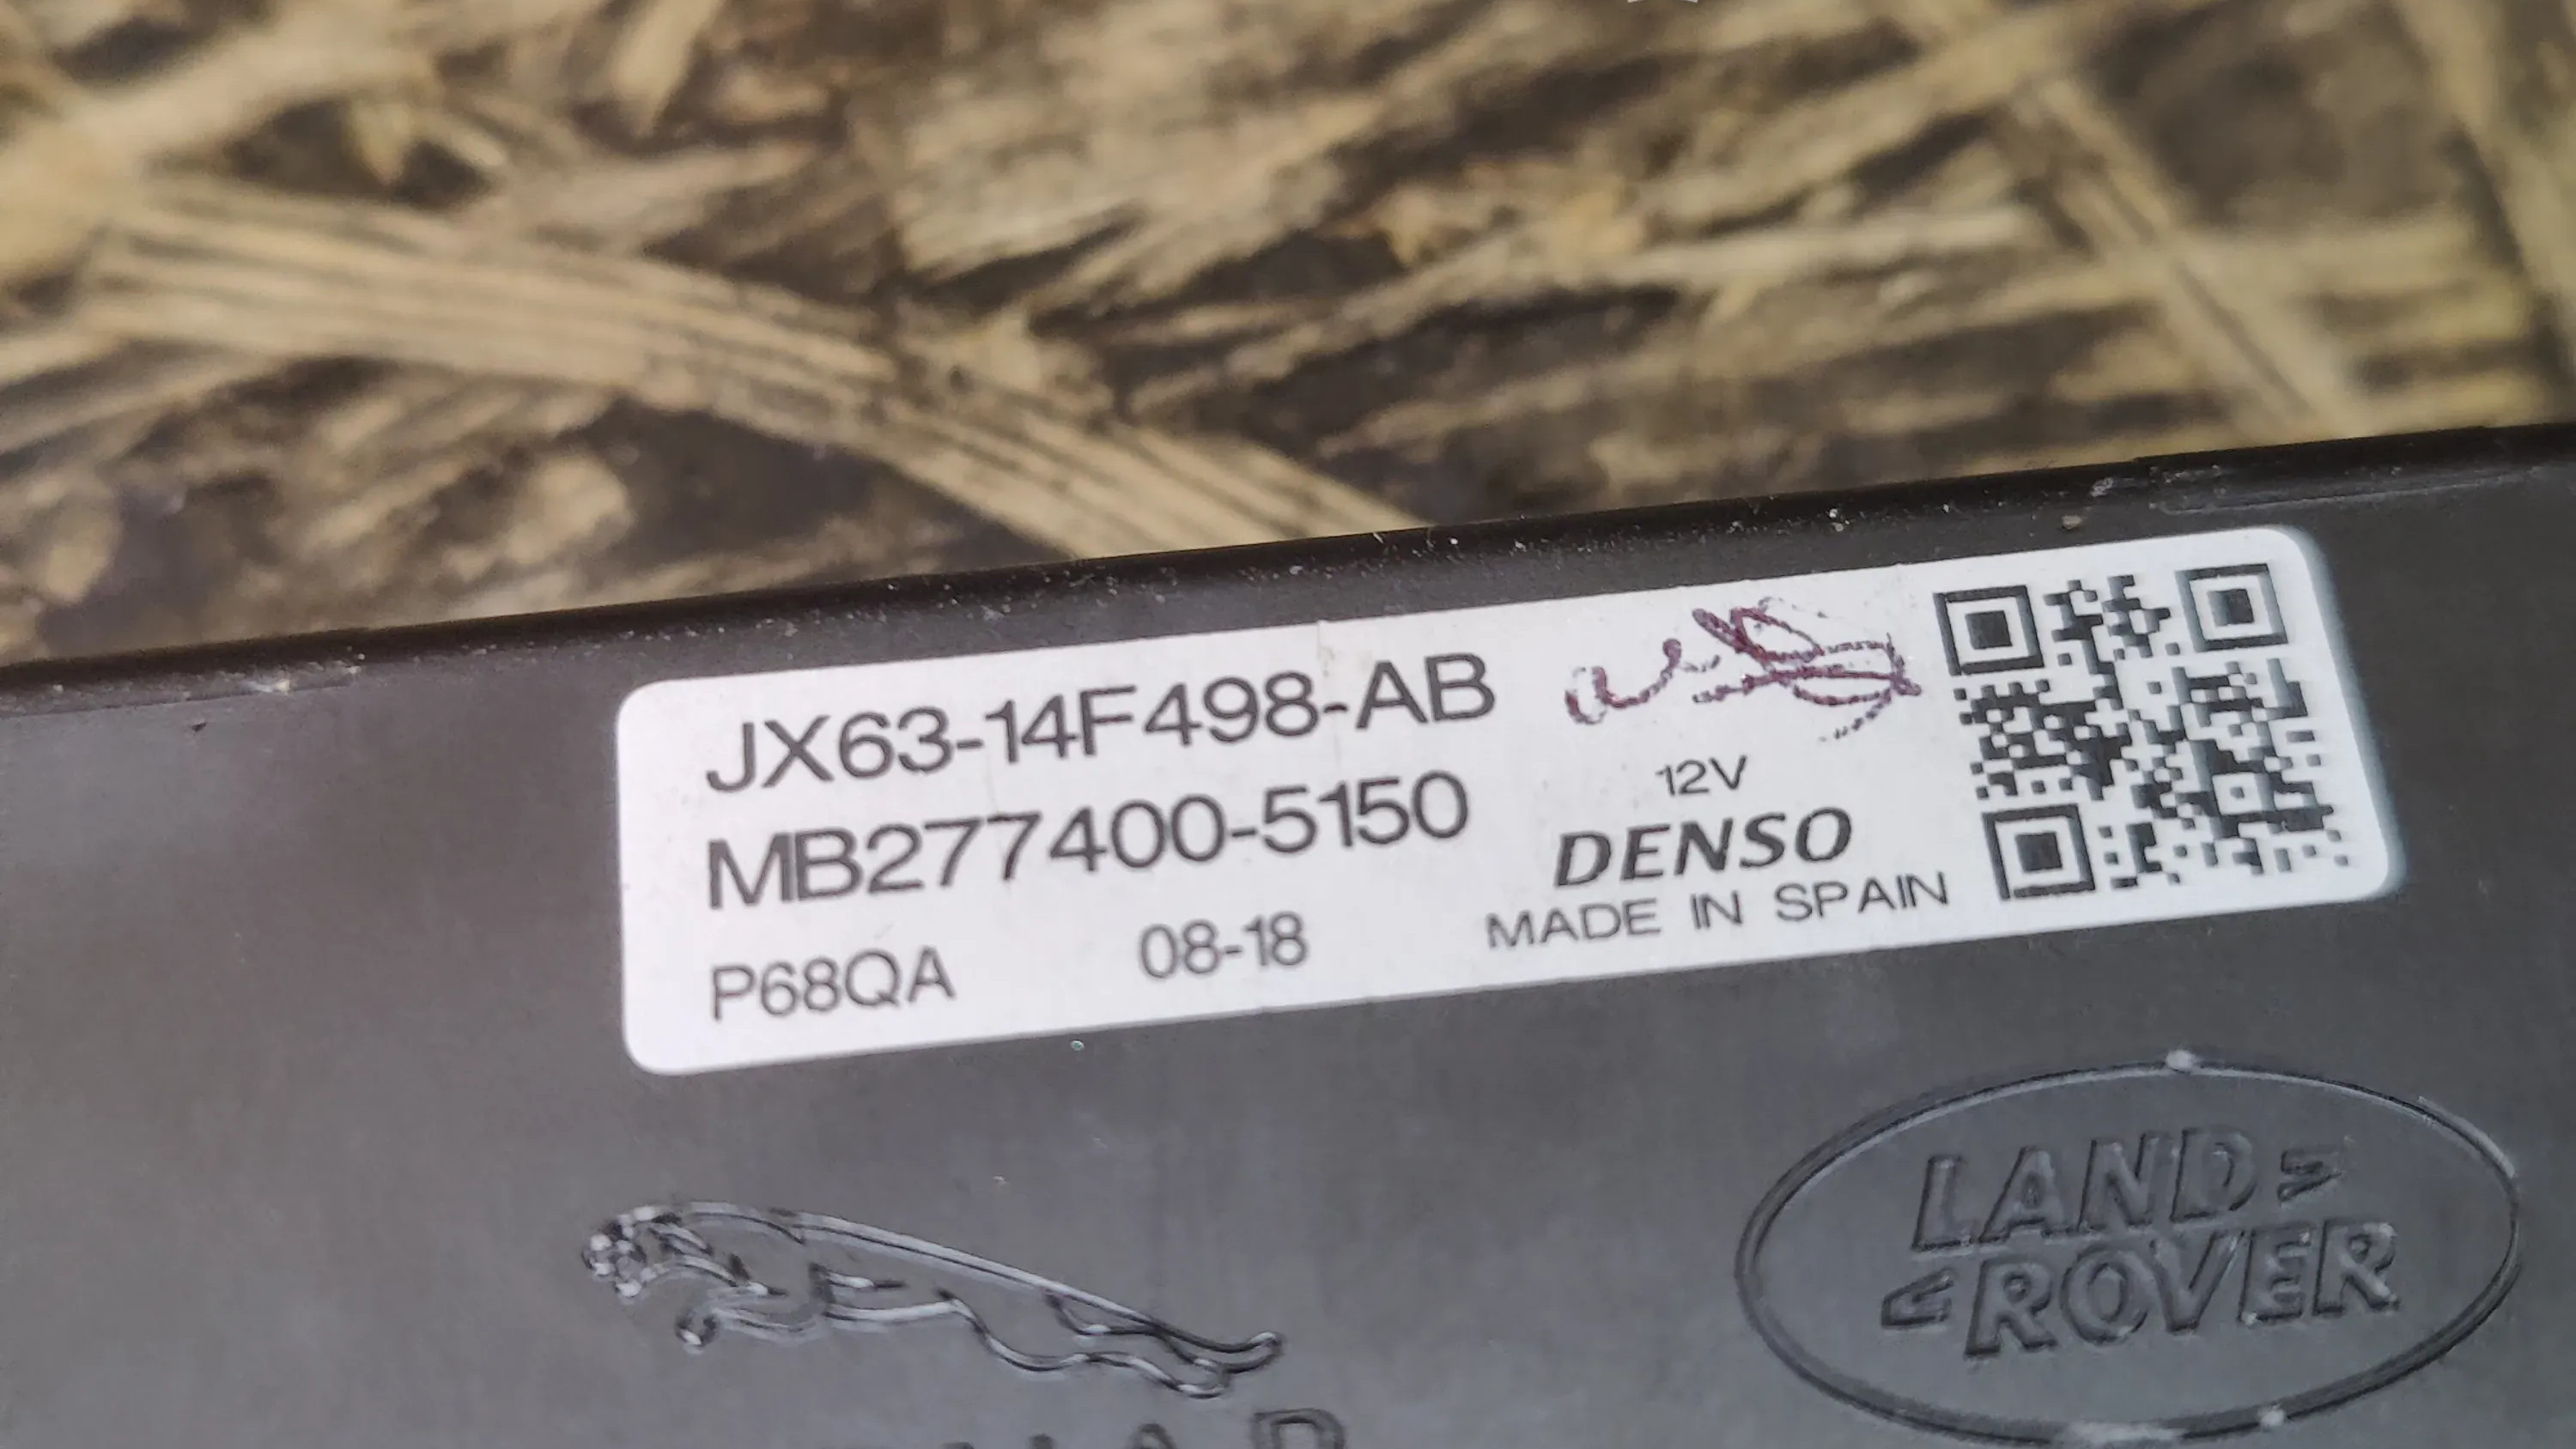 JX63-14F498-AB
MB277400-5150
P68QA 08-18
12V
DENSO
MADE IN SPAIN
LAND
ROVER